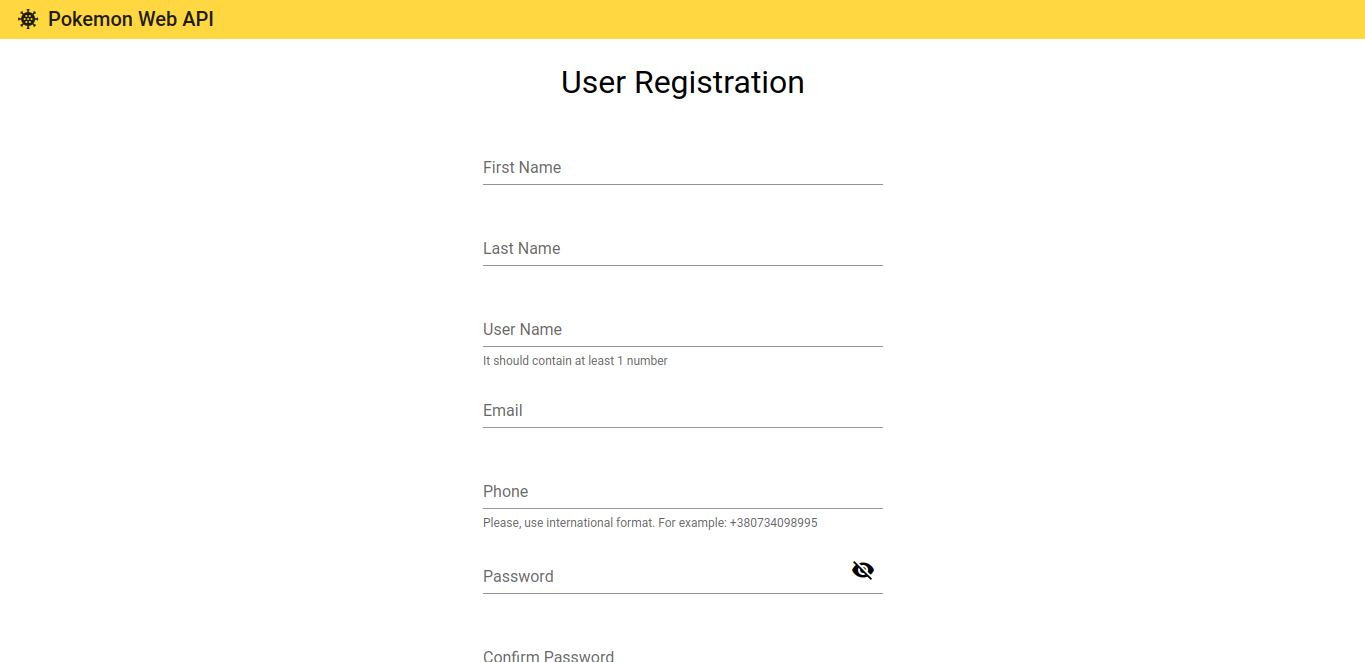 Pokemon Web API
User Registration
First Name
Last Name
User Name
It should contain at least 1 number
Email
Phone
Please, use international format. For example: +380734098995
Password
Confirm Password